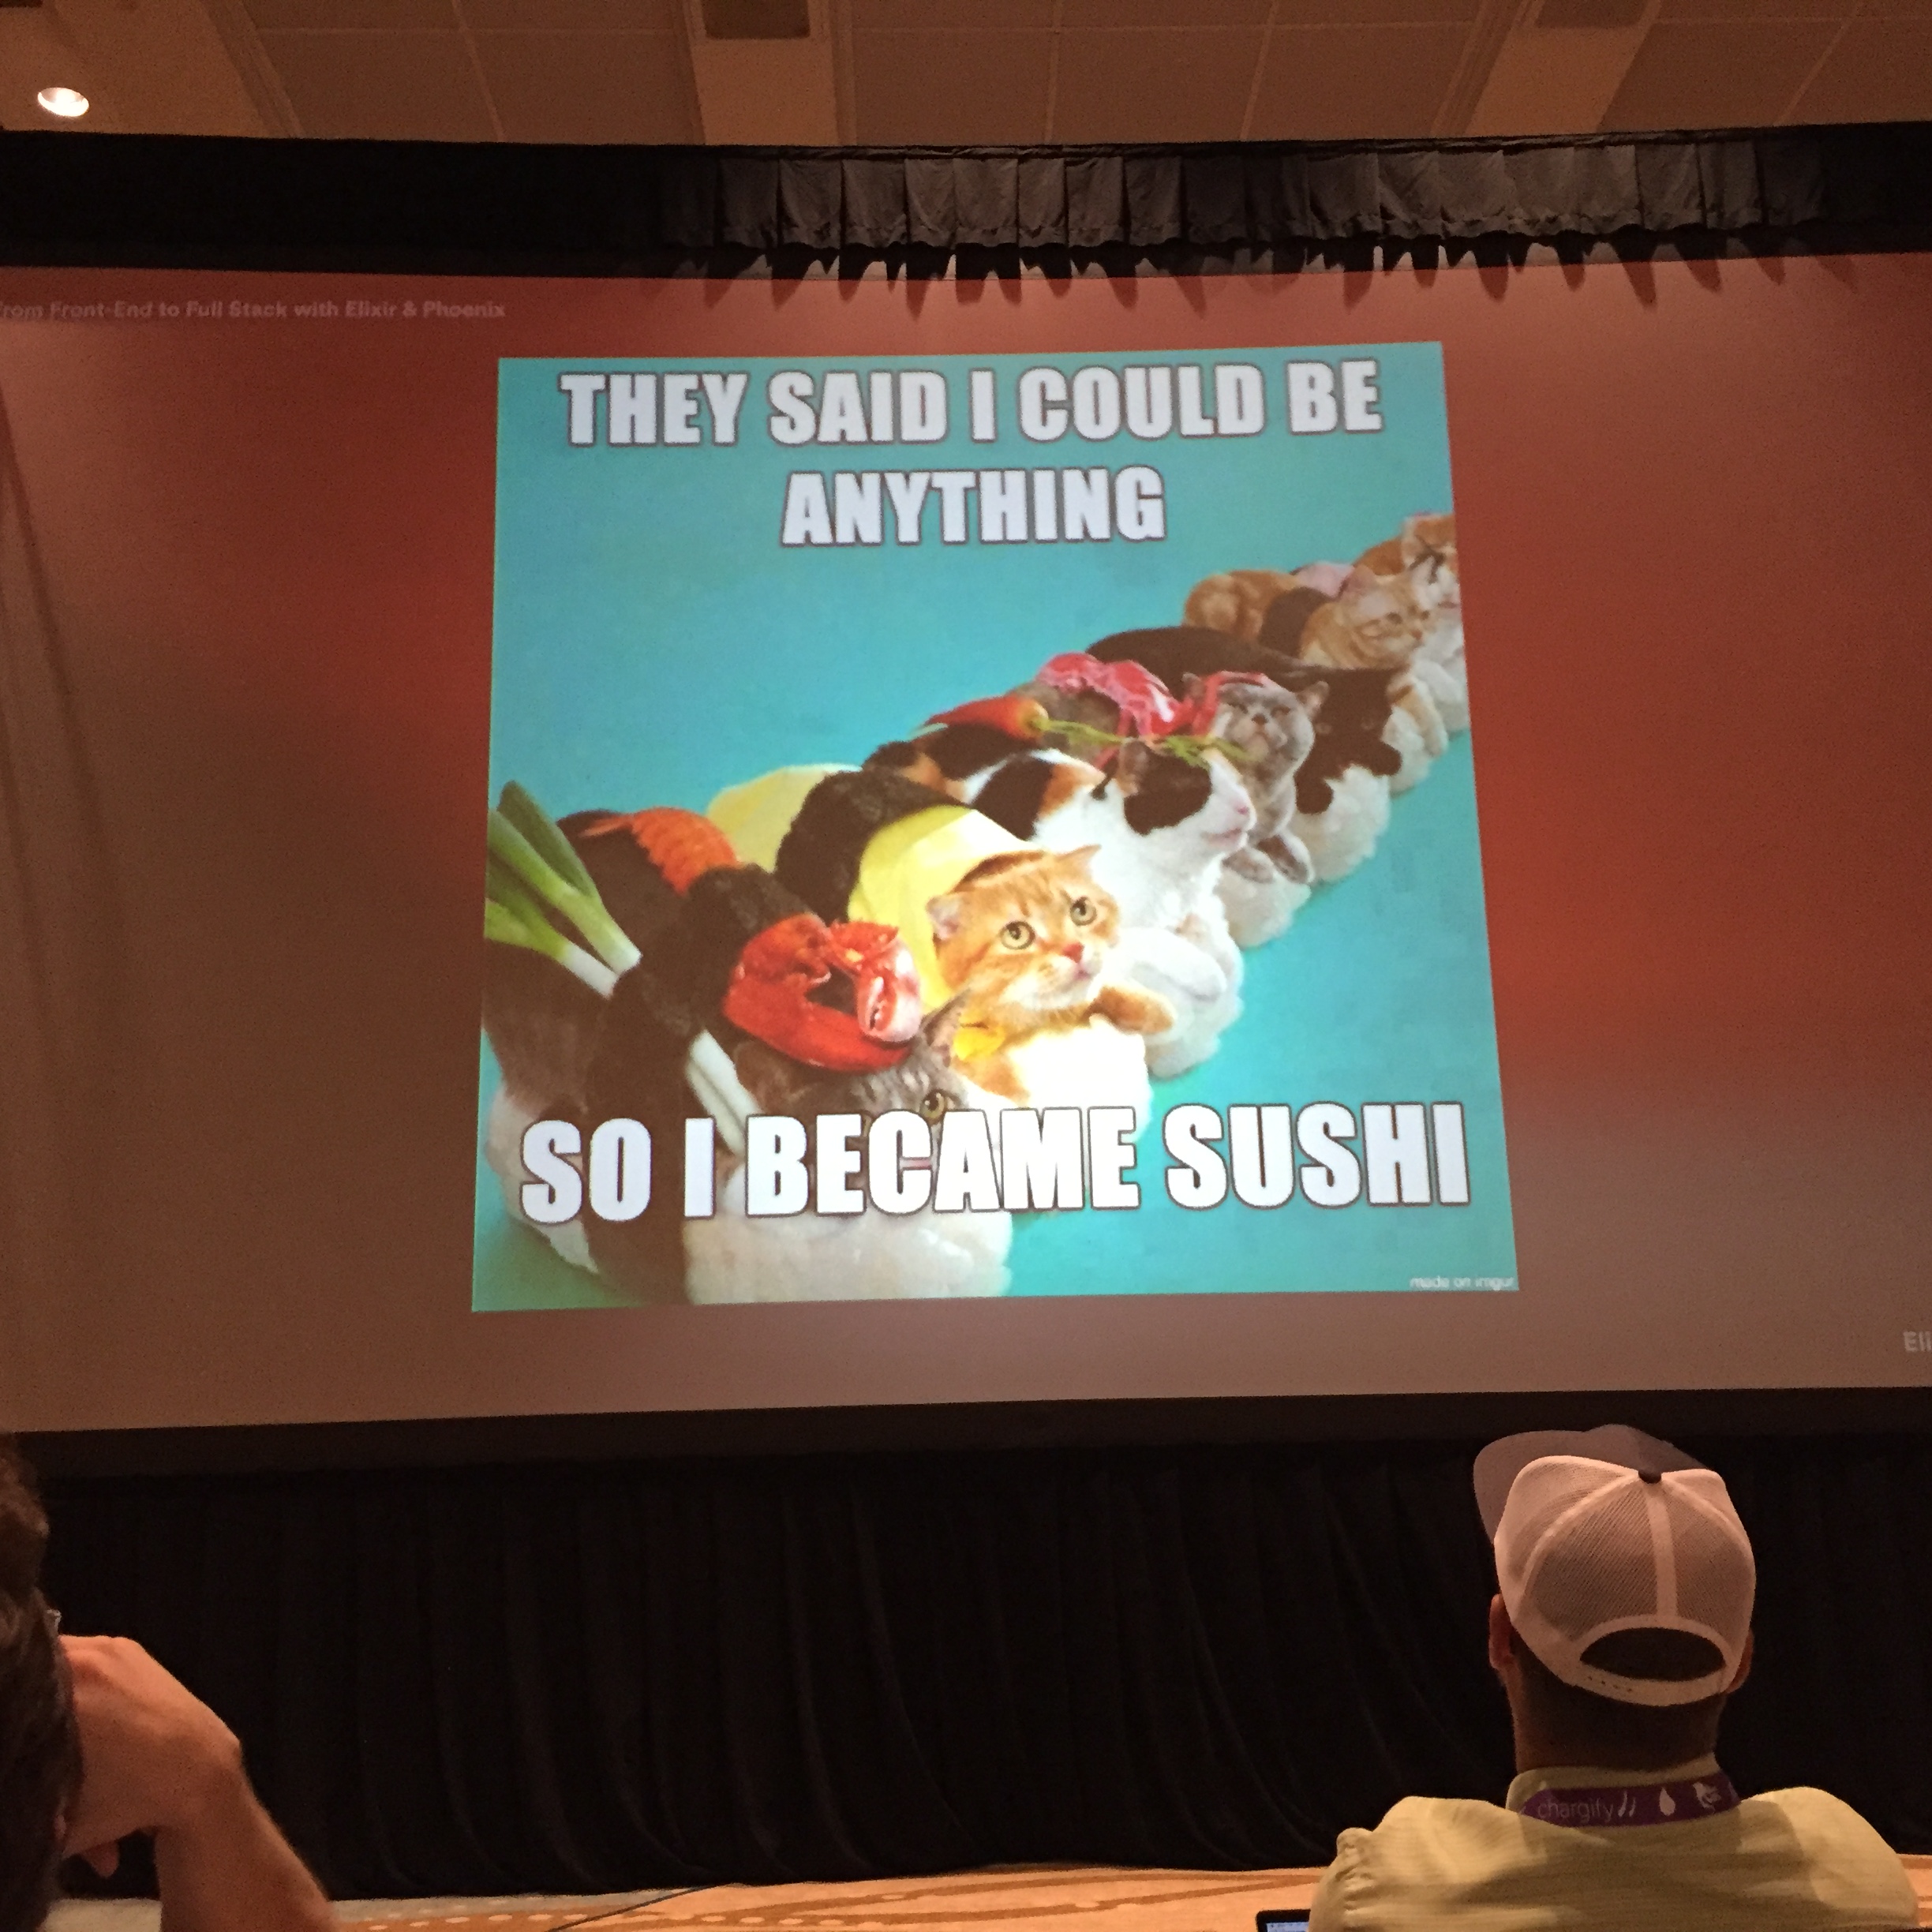 From Front-End to Full Stack with Elixir & Phoenix
THEY SAID I COULD BE
ANYTHING
SO I BECAME SUSHI
made on imgur
Eli
chargify